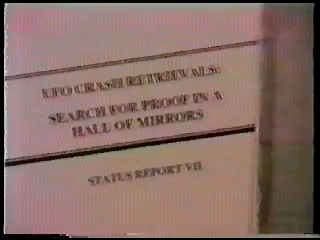 UFO CRASH RETRIEVALS:
SEARCH FOR PROOF IN A
HALL OF MIRRORS
STATUS REPORT VII